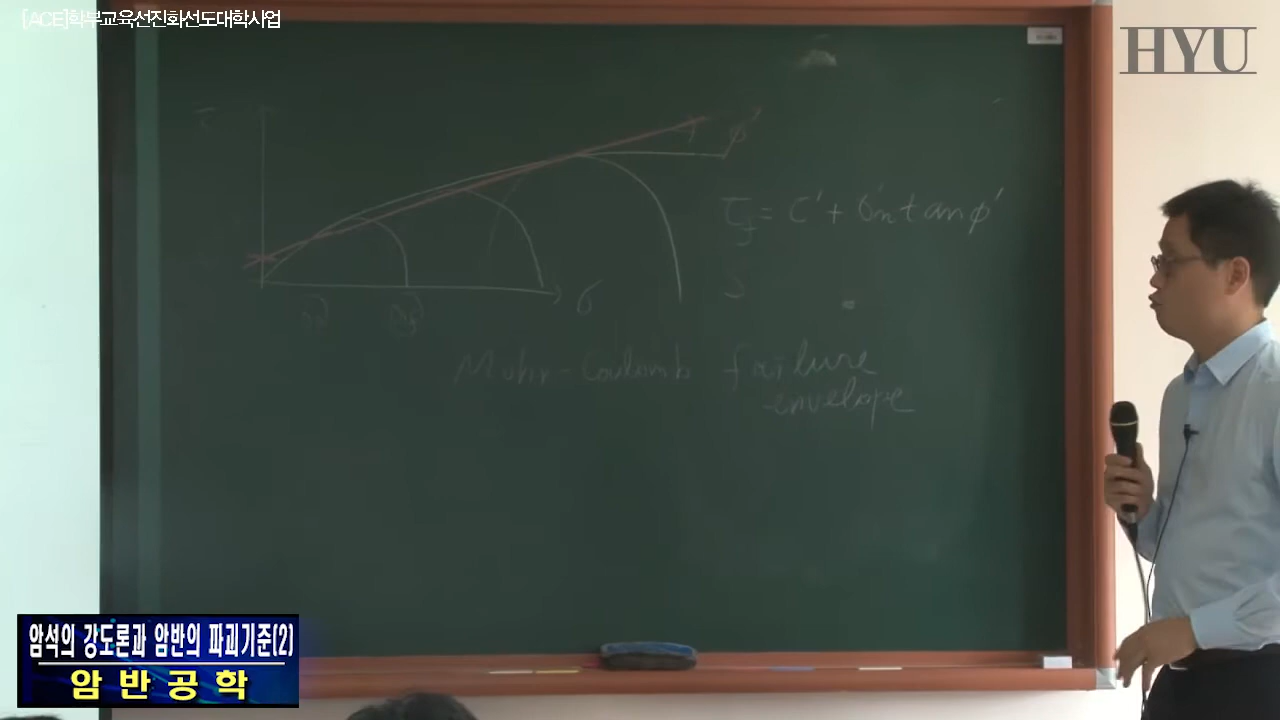 [ACE]학부교육선진화선도대학사업
HYU
τ
φ'
τf = c' + σ'n tan φ'
σ
Mohr-Coulomb failure
envelope
암석의 강도론과 암반의 파괴기준(2)
암반공학